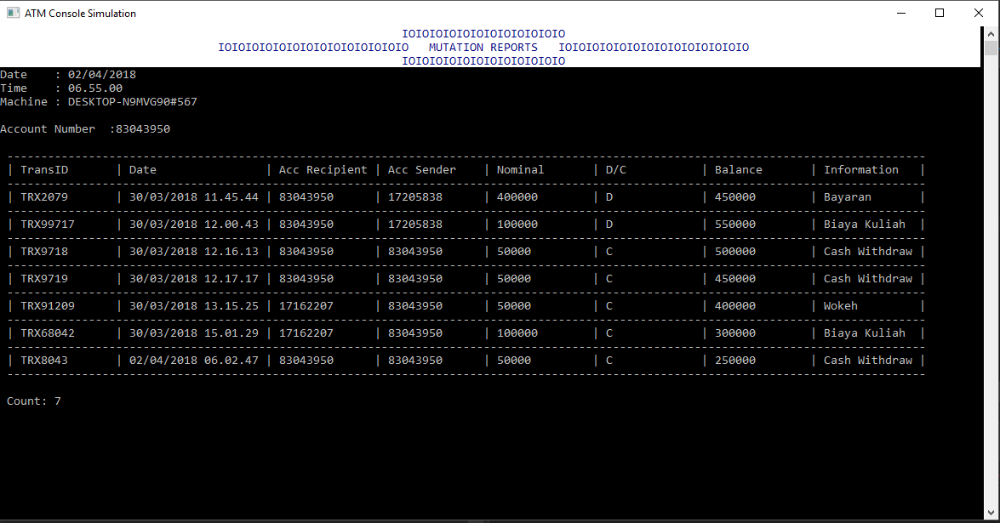 ATM Console Simulation
IOIOIOIOIOIOIOIOIOIOIOIO
IOIOIOIOIOIOIOIOIOIOIOIOIOIO   MUTATION REPORTS   IOIOIOIOIOIOIOIOIOIOIOIOIOIO
IOIOIOIOIOIOIOIOIOIOIOIO
Date    : 02/04/2018
Time    : 06.55.00
Machine : DESKTOP-N9MVG90#567
Account Number  :83043950
| TransID | Date | Acc Recipient | Acc Sender | Nominal | D/C | Balance | Information |
| TRX2079 | 30/03/2018 11.45.44 | 83043950 | 17205838 | 400000 | D | 450000 | Bayaran |
| TRX99717 | 30/03/2018 12.00.43 | 83043950 | 17205838 | 100000 | D | 550000 | Biaya Kuliah |
| TRX9718 | 30/03/2018 12.16.13 | 83043950 | 83043950 | 50000 | C | 500000 | Cash Withdraw |
| TRX9719 | 30/03/2018 12.17.17 | 83043950 | 83043950 | 50000 | C | 450000 | Cash Withdraw |
| TRX91209 | 30/03/2018 13.15.25 | 17162207 | 83043950 | 50000 | C | 400000 | Wokeh |
| TRX68042 | 30/03/2018 15.01.29 | 17162207 | 83043950 | 100000 | C | 300000 | Biaya Kuliah |
| TRX8043 | 02/04/2018 06.02.47 | 83043950 | 83043950 | 50000 | C | 250000 | Cash Withdraw |
Count: 7